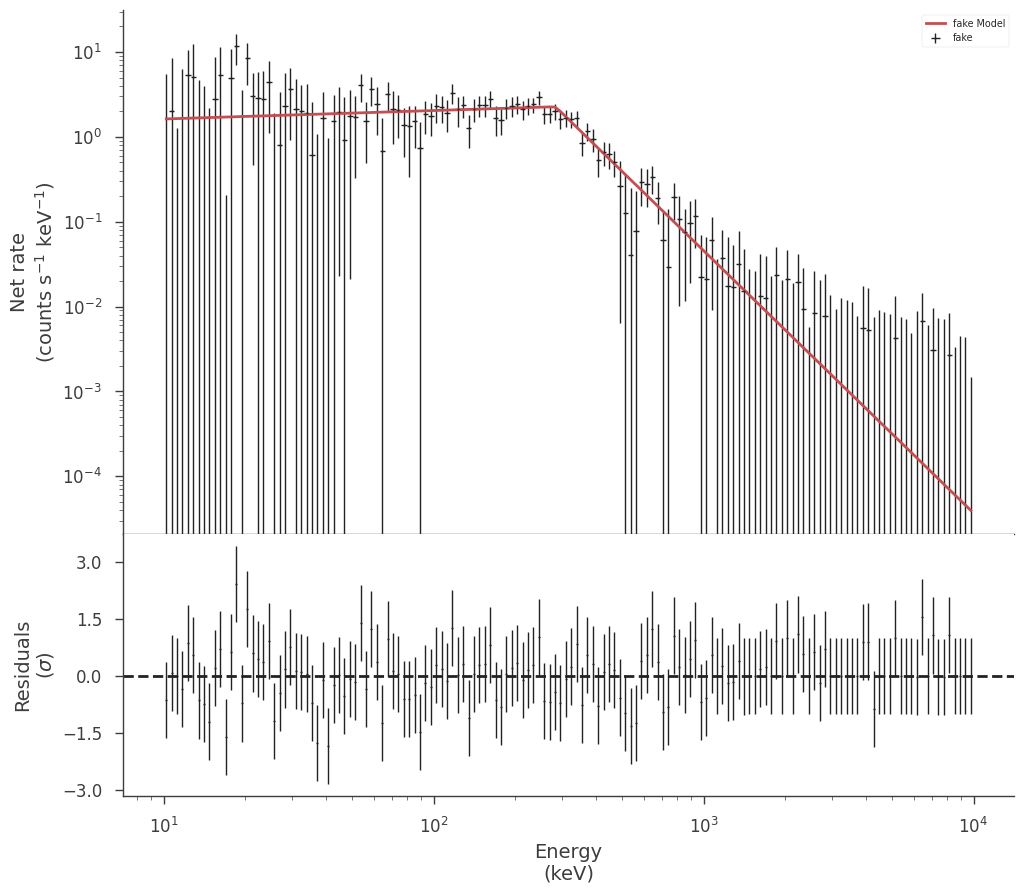 fake Model
fake
10¹
10⁰
10⁻¹
10⁻²
10⁻³
10⁻⁴
Net rate
(counts s⁻¹ keV⁻¹)
3.0
1.5
0.0
−1.5
−3.0
Residuals
(σ)
10¹ 10² 10³ 10⁴
Energy
(keV)